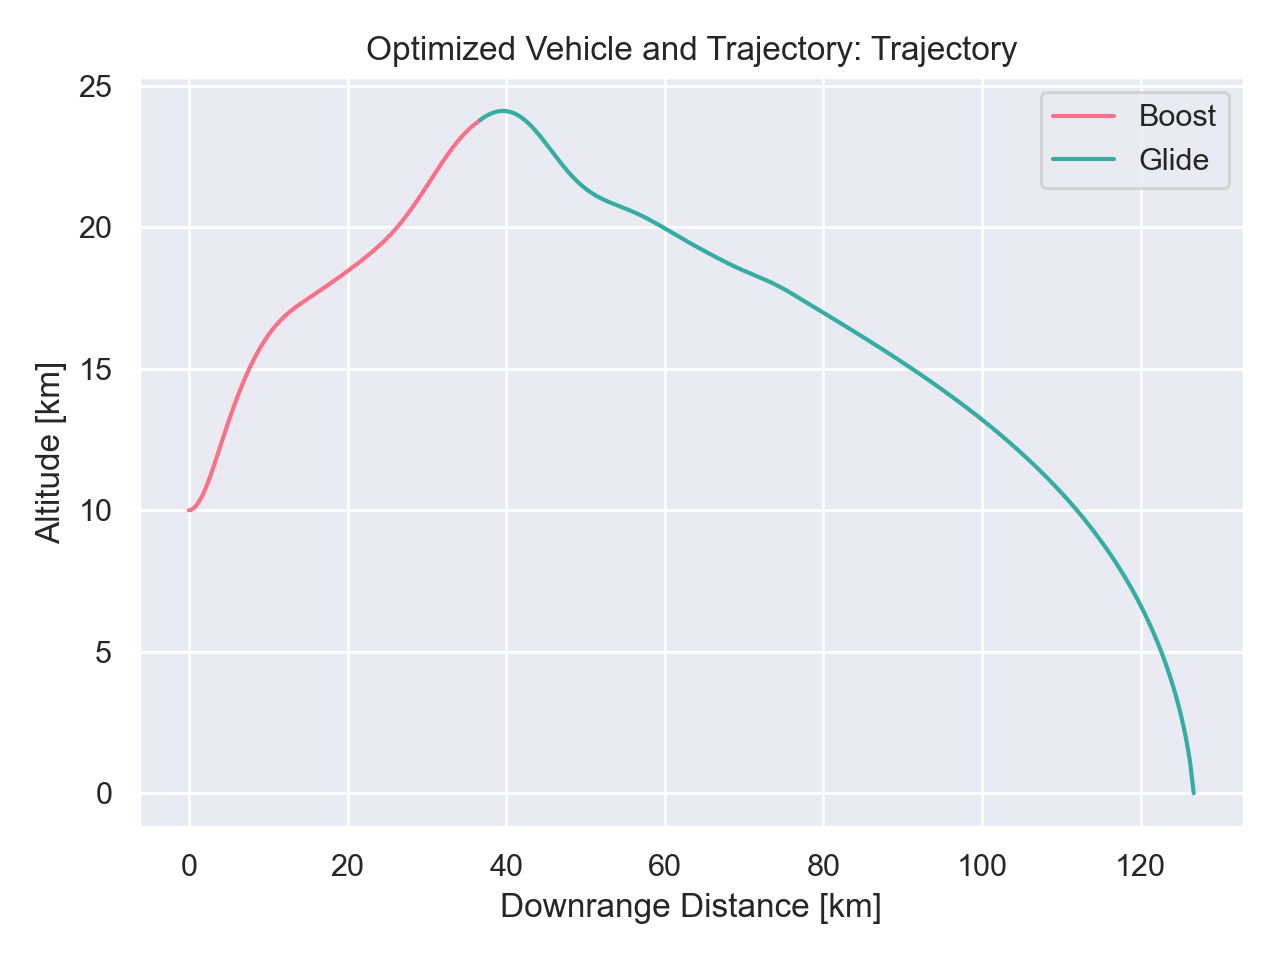 Optimized Vehicle and Trajectory: Trajectory
Boost
Glide
25
20
15
10
5
0
Altitude [km]
0 20 40 60 80 100 120
Downrange Distance [km]